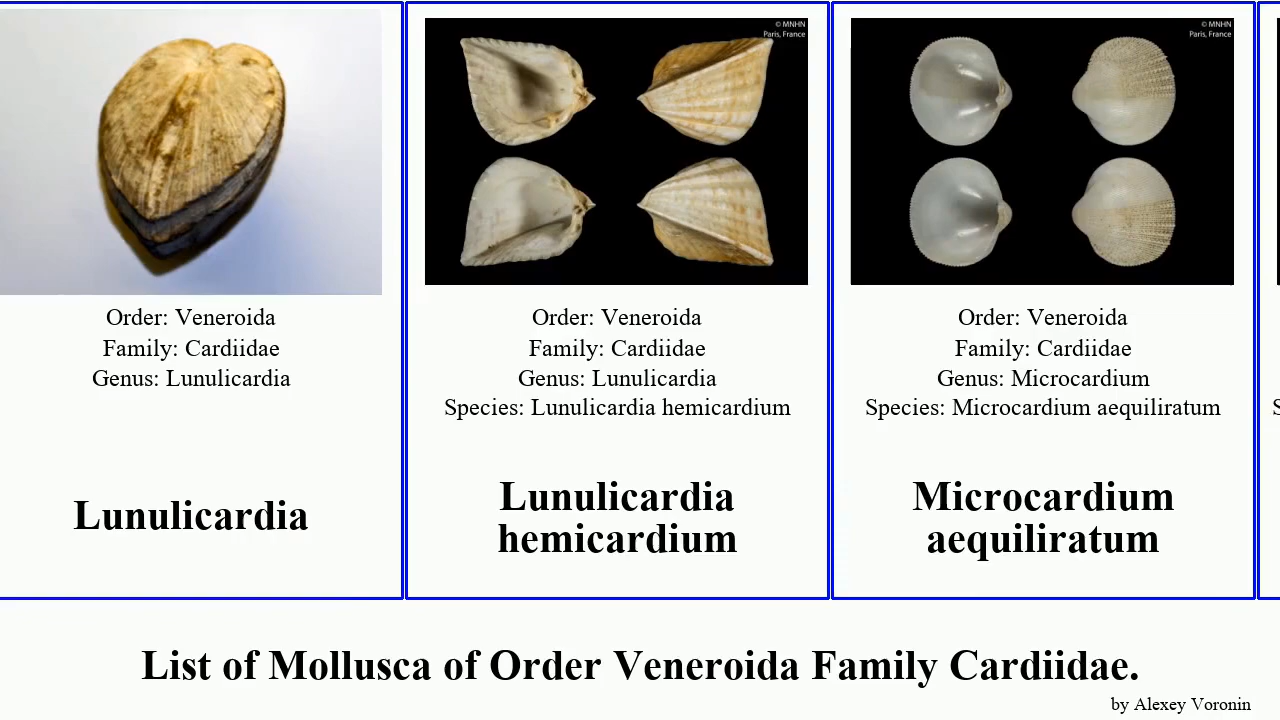 © MNHN
Paris, France
© MNHN
Paris, France
Order: Veneroida
Family: Cardiidae
Genus: Lunulicardia
Lunulicardia
Order: Veneroida
Family: Cardiidae
Genus: Lunulicardia
Species: Lunulicardia hemicardium
Lunulicardia
hemicardium
Order: Veneroida
Family: Cardiidae
Genus: Microcardium
Species: Microcardium aequiliratum
Microcardium
aequiliratum
List of Mollusca of Order Veneroida Family Cardiidae.
by Alexey Voronin